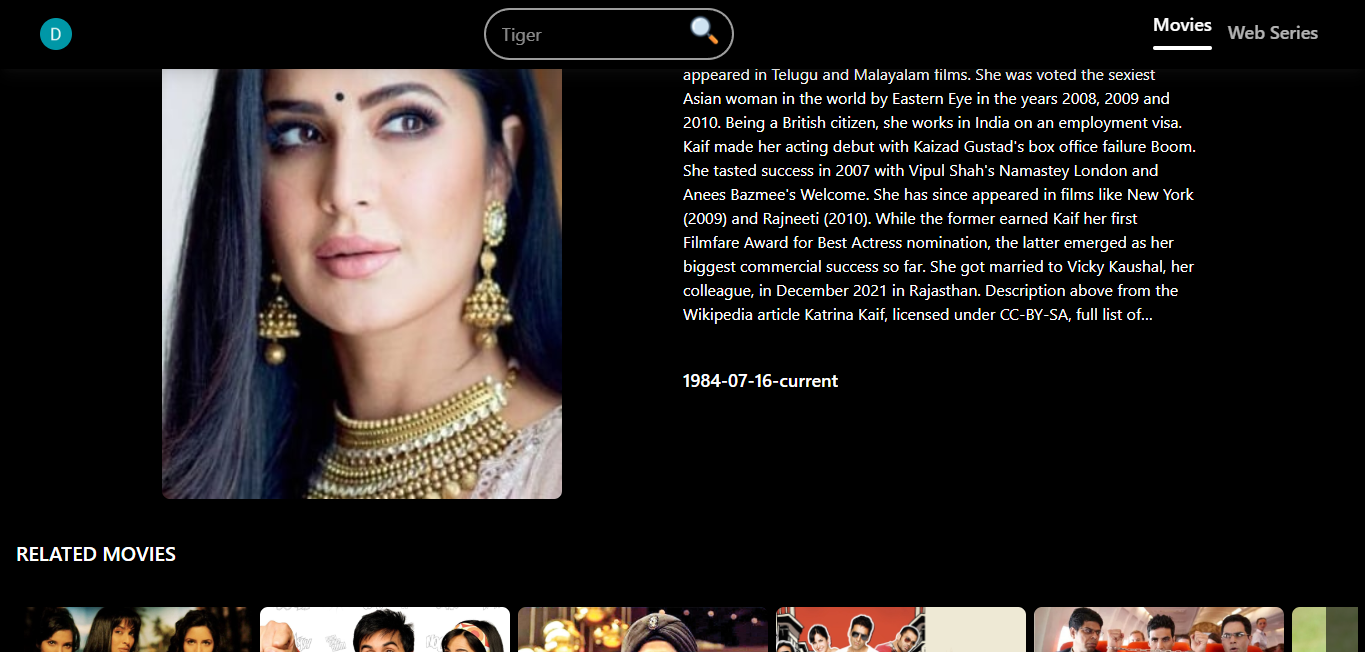 D
Tiger
Movies
Web Series
appeared in Telugu and Malayalam films. She was voted the sexiest
Asian woman in the world by Eastern Eye in the years 2008, 2009 and
2010. Being a British citizen, she works in India on an employment visa.
Kaif made her acting debut with Kaizad Gustad's box office failure Boom.
She tasted success in 2007 with Vipul Shah's Namastey London and
Anees Bazmee's Welcome. She has since appeared in films like New York
(2009) and Rajneeti (2010). While the former earned Kaif her first
Filmfare Award for Best Actress nomination, the latter emerged as her
biggest commercial success so far. She got married to Vicky Kaushal, her
colleague, in December 2021 in Rajasthan. Description above from the
Wikipedia article Katrina Kaif, licensed under CC-BY-SA, full list of...
1984-07-16-current
RELATED MOVIES